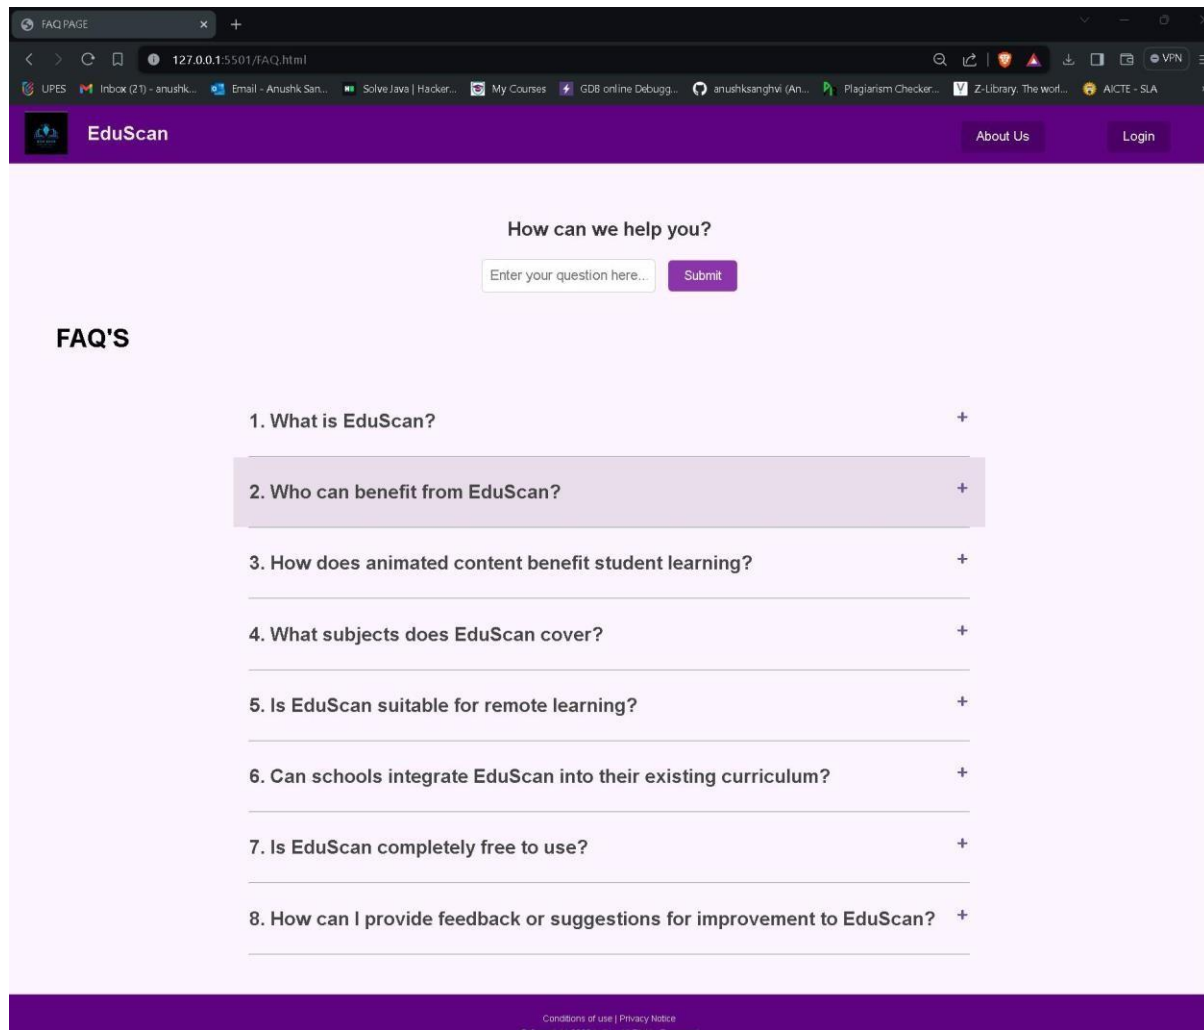 FAQ PAGE
127.0.0.1:5501/FAQ.html
VPN
UPES Inbox (21) - anushk... Email - Anushk San... Solve Java | Hacker... My Courses GDB online Debugg... anushksanghvi (An... Plagiarism Checker... Z-Library. The worl... AICTE - SLA
EduScan About Us Login
How can we help you?
Enter your question here... Submit
FAQ'S
1. What is EduScan? +
2. Who can benefit from EduScan? +
3. How does animated content benefit student learning? +
4. What subjects does EduScan cover? +
5. Is EduScan suitable for remote learning? +
6. Can schools integrate EduScan into their existing curriculum? +
7. Is EduScan completely free to use? +
8. How can I provide feedback or suggestions for improvement to EduScan? +
Conditions of use | Privacy Notice